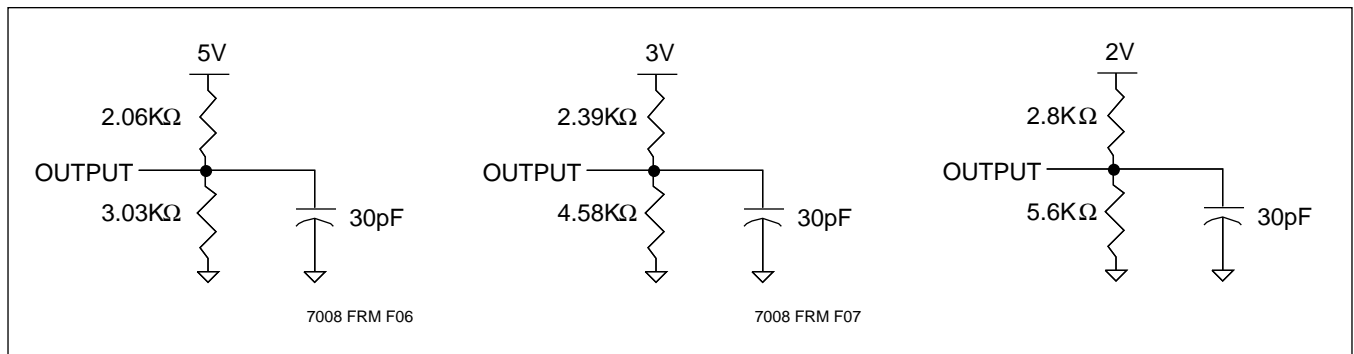 5V
2.06KΩ
OUTPUT
3.03KΩ
30pF
7008 FRM F06
3V
2.39KΩ
OUTPUT
4.58KΩ
30pF
7008 FRM F07
2V
2.8KΩ
OUTPUT
5.6KΩ
30pF